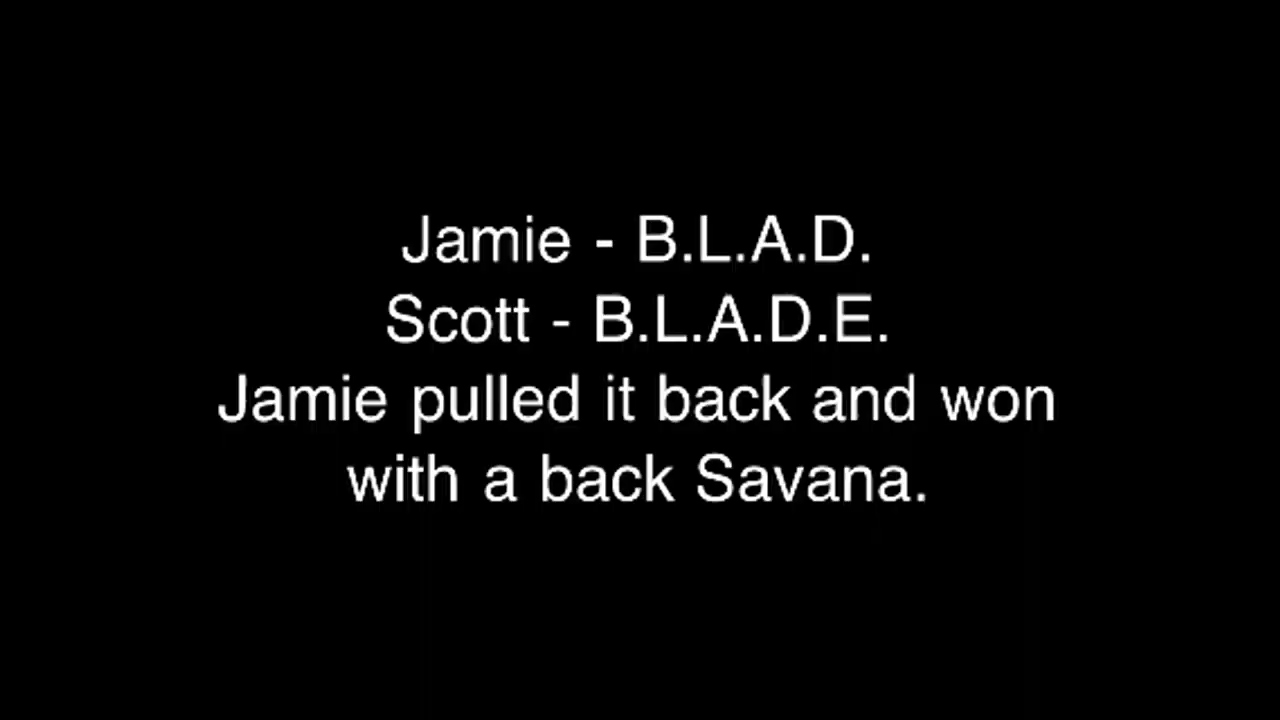 Jamie - B.L.A.D.
Scott - B.L.A.D.E.
Jamie pulled it back and won
with a back Savana.